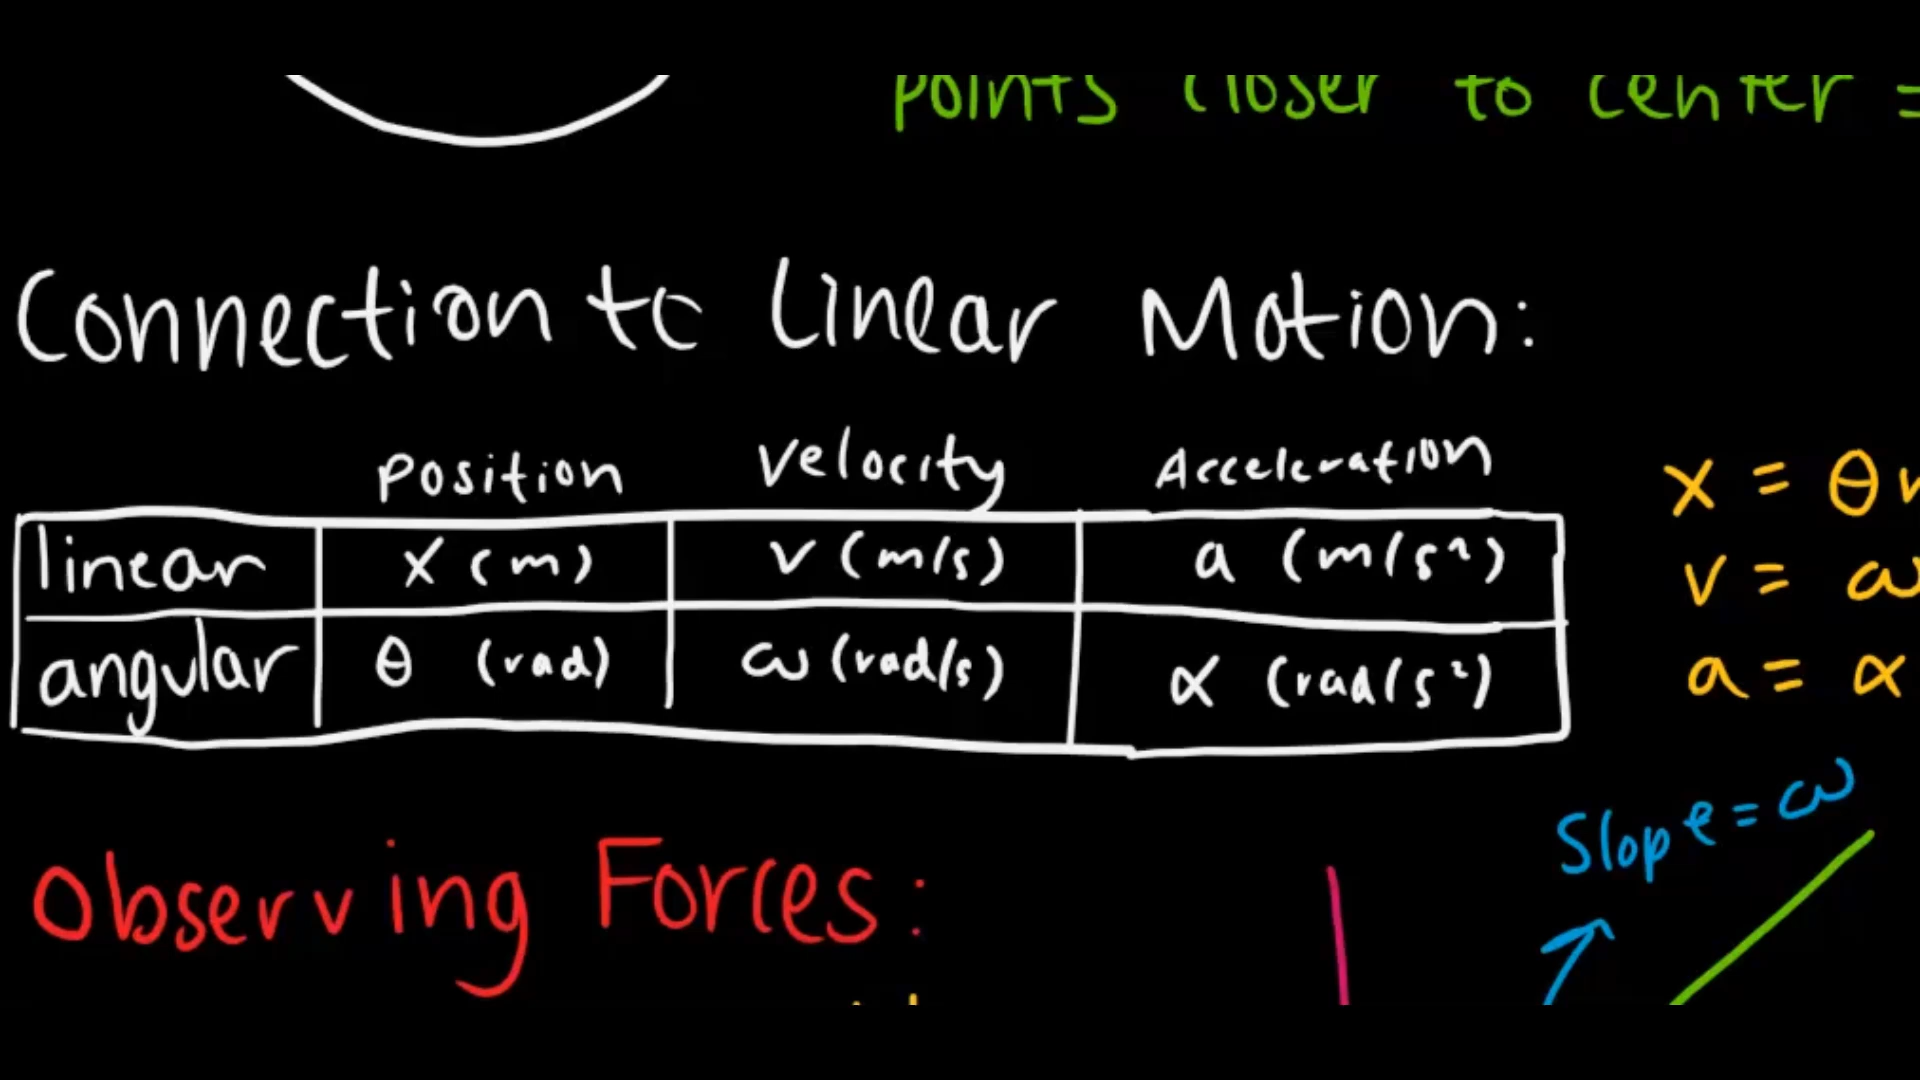 points closer to center =
Connection to Linear Motion:
Position Velocity Acceleration
linear x (m) v (m/s) a (m/s²)
angular θ (rad) ω (rad/s) α (rad/s²)
x = θr
v = ω
a = α
Slope = ω
Observing Forces: